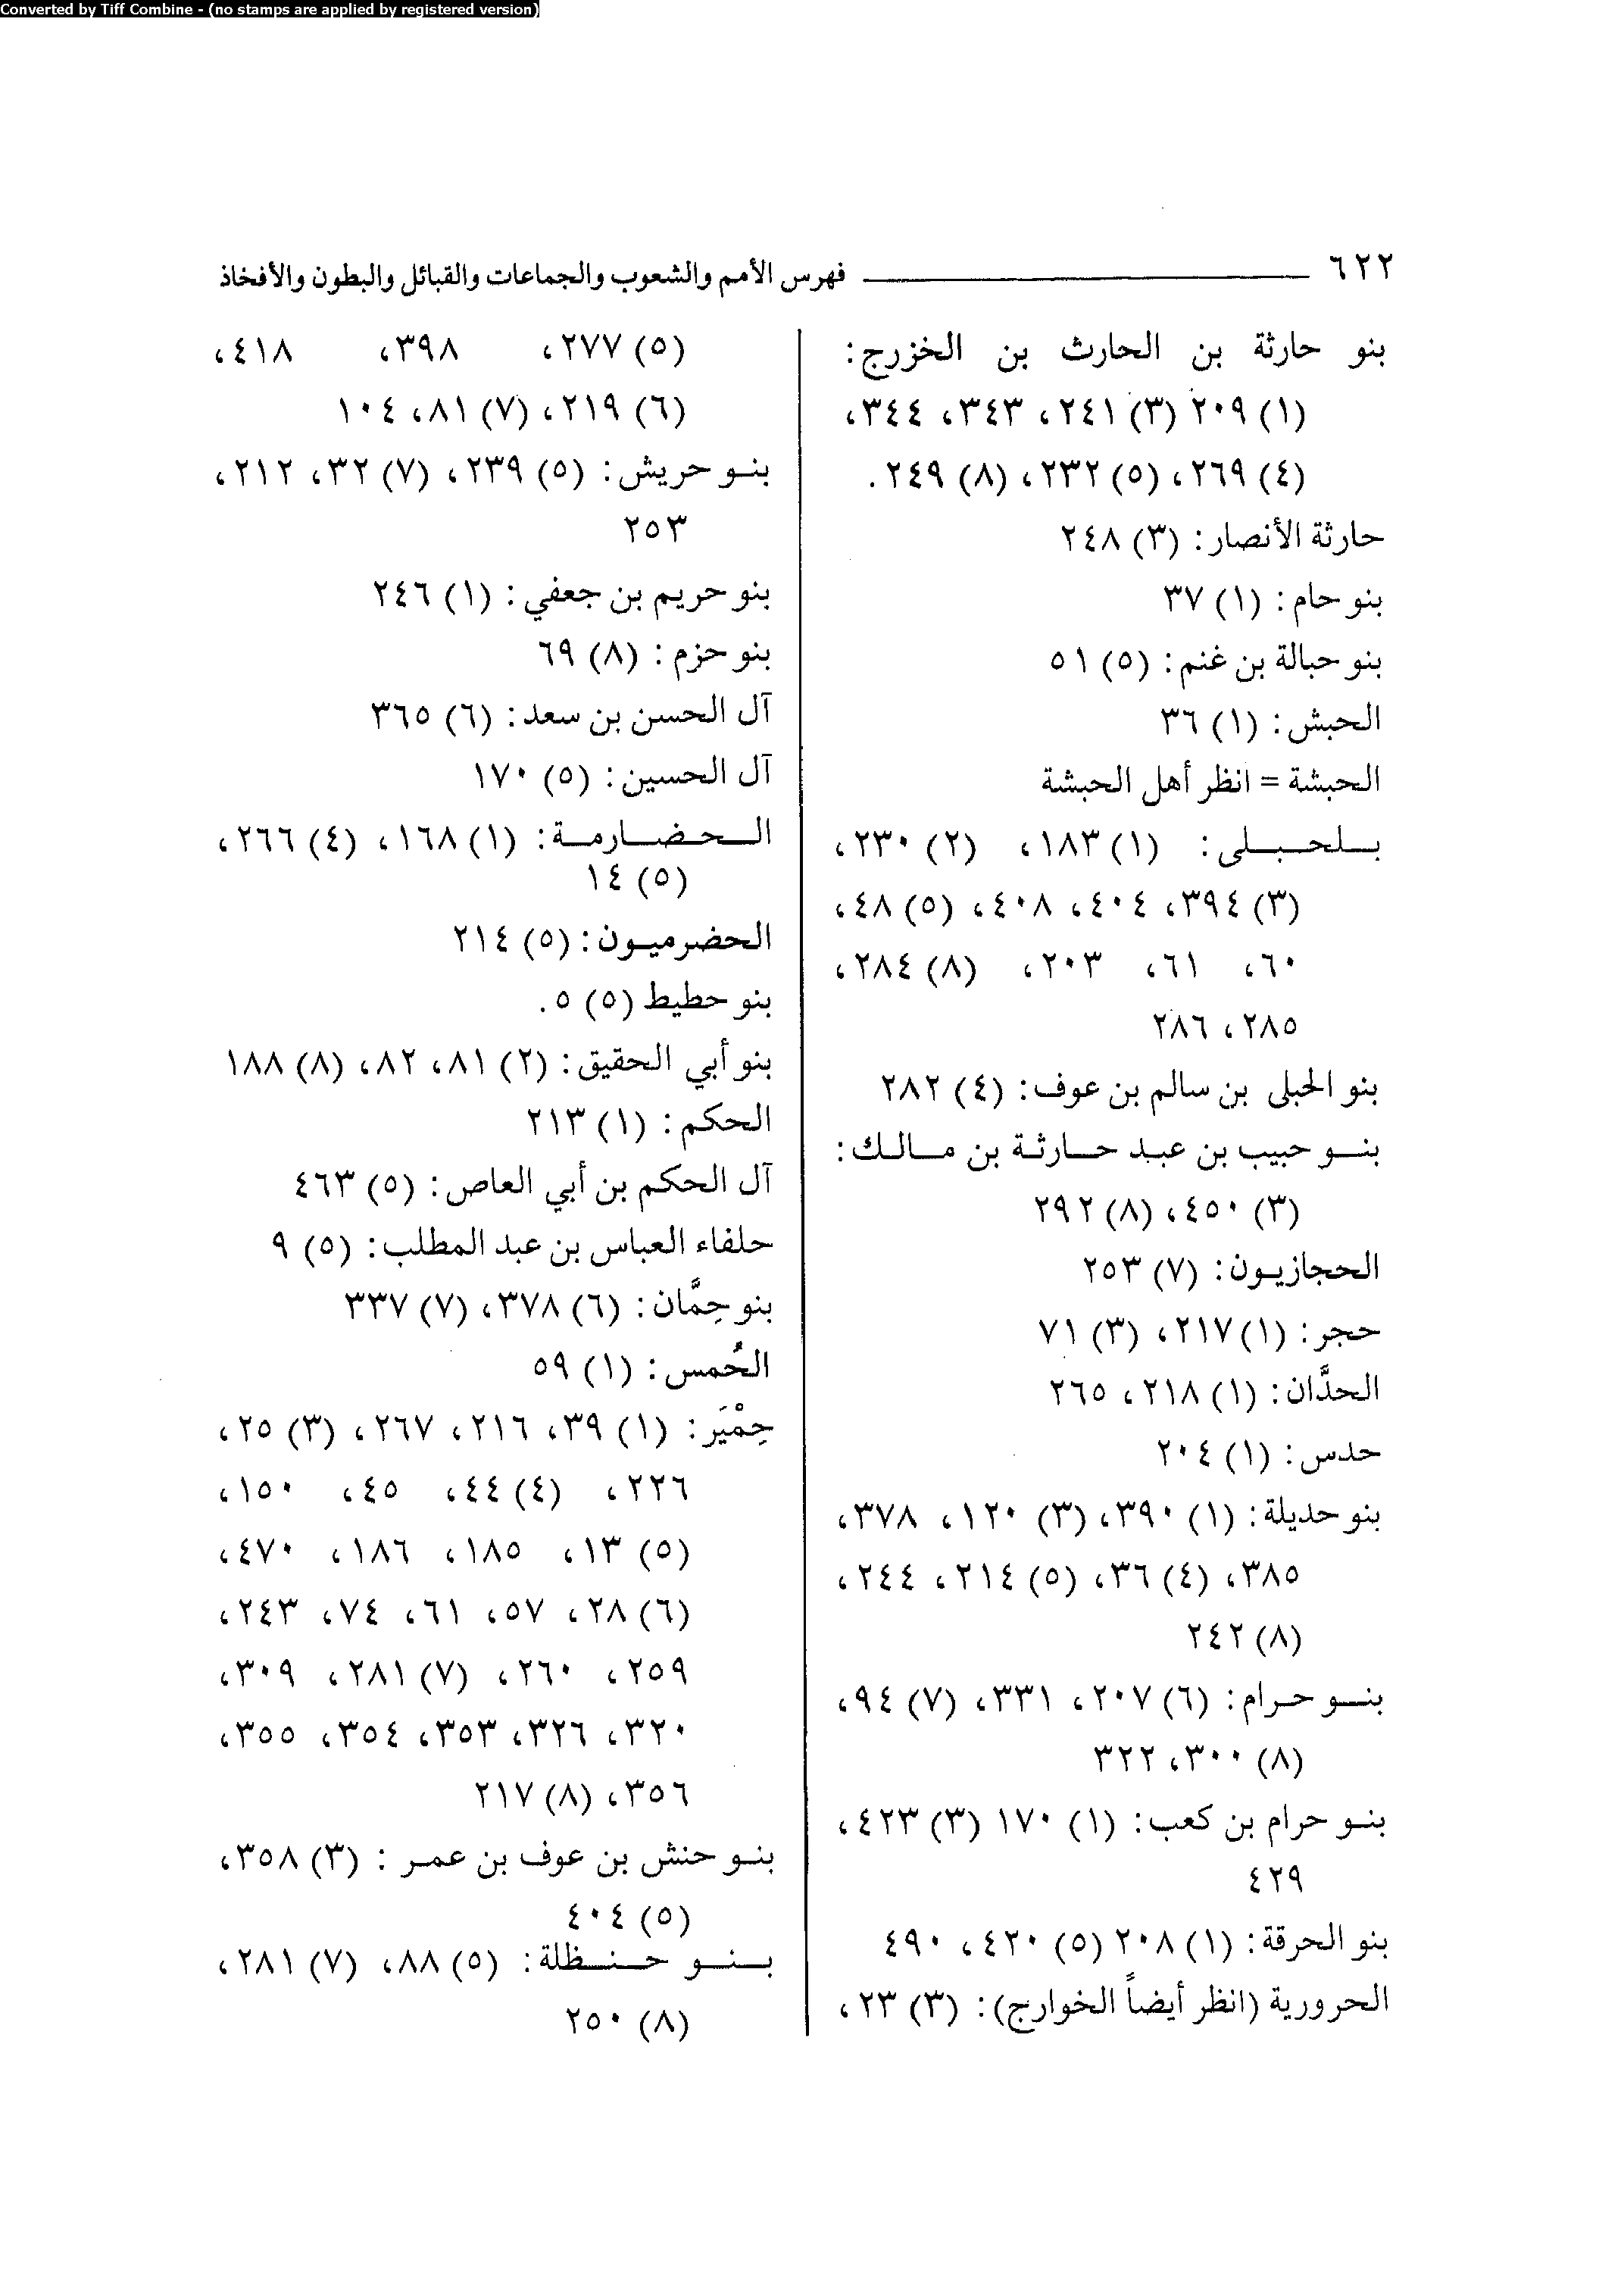 Converted by Tiff Combine - (no stamps are applied by registered version)
٦٢٢ فهرس الأمم والشعوب والجماعات والقبائل والبطون والأفخاذ
بنو حارثة بن الحارث بن الخزرج:
(١) ٢٠٩ (٣) ٢٤١، ٣٤٣، ٣٤٤،
(٤) ٢٦٩، (٥) ٢٣٢، (٨) ٢٤٩.
حارثة الأنصار: (٣) ٢٤٨
بنو حام: (١) ٣٧
بنو حبالة بن غنم: (٥) ٥١
الحبش: (١) ٣٦
الحبشة = انظر أهل الحبشة
بلحبلى: (١) ١٨٣، (٢) ٢٣٠،
(٣) ٣٩٤، ٤٠٤، ٤٠٨، (٥) ٤٨،
٦٠، ٦١، ٢٠٣، (٨) ٢٨٤،
٢٨٥، ٢٨٦
بنو الحبلى بن سالم بن عوف: (٤) ٢٨٢
بنو حبيب بن عبد حارثة بن مالك:
(٣) ٤٥٠، (٨) ٢٩٢
الحجازيون: (٧) ٢٥٣
حجر: (١) ٢١٧، (٣) ٧١
الحدَّان: (١) ٢١٨، ٢٦٥
حدس: (١) ٢٠٤
بنو حديلة: (١) ٣٩٠، (٣) ١٢٠، ٣٧٨،
٣٨٥، (٤) ٣٦، (٥) ٢١٤، ٢٤٤،
(٨) ٢٤٢
بنو حرام: (٦) ٢٠٧، ٣٣١، (٧) ٩٤،
(٨) ٣٠٠، ٣٢٢
بنو حرام بن كعب: (١) ١٧٠ (٣) ٤٢٣،
٤٢٩
بنو الحرقة: (١) ٢٠٨ (٥) ٤٢٠، ٤٩٠
الحرورية (انظر أيضاً الخوارج): (٣) ٢٣،
(٥) ٢٧٧، ٣٩٨، ٤١٨،
(٦) ٢١٩، (٧) ٨١، ١٠٤
بنو حريش: (٥) ٢٣٩، (٧) ٣٢، ٢١٢،
٢٥٣
بنو حريم بن جعفي: (١) ٢٤٦
بنو حزم: (٨) ٦٩
آل الحسن بن سعد: (٦) ٣٦٥
آل الحسين: (٥) ١٧٠
الحضارمة: (١) ١٦٨، (٤) ٢٦٦،
(٥) ١٤
الحضرميون: (٥) ٢١٤
بنو حطيط (٥) ٥.
بنو أبي الحقيق: (٢) ٨١، ٨٢، (٨) ١٨٨
الحكم: (١) ٢١٣
آل الحكم بن أبي العاص: (٥) ٤٦٣
حلفاء العباس بن عبد المطلب: (٥) ٩
بنو حِمَّان: (٦) ٣٧٨، (٧) ٣٣٧
الحُمس: (١) ٥٩
حِمْيَر: (١) ٣٩، ٢١٦، ٢٦٧، (٣) ٢٥،
٢٢٦، (٤) ٤٤، ٤٥، ١٥٠،
(٥) ١٣، ١٨٥، ١٨٦، ٤٧٠،
(٦) ٢٨، ٥٧، ٦١، ٧٤، ٢٤٣،
٢٥٩، ٢٦٠، (٧) ٢٨١، ٣٠٩،
٣٢٠، ٣٢٦، ٣٥٣، ٣٥٤، ٣٥٥،
٣٥٦، (٨) ٢١٧
بنو حنش بن عوف بن عمر: (٣) ٣٥٨،
(٥) ٤٠٤
بنو حنظلة: (٥) ٨٨، (٧) ٢٨١،
(٨) ٢٥٠